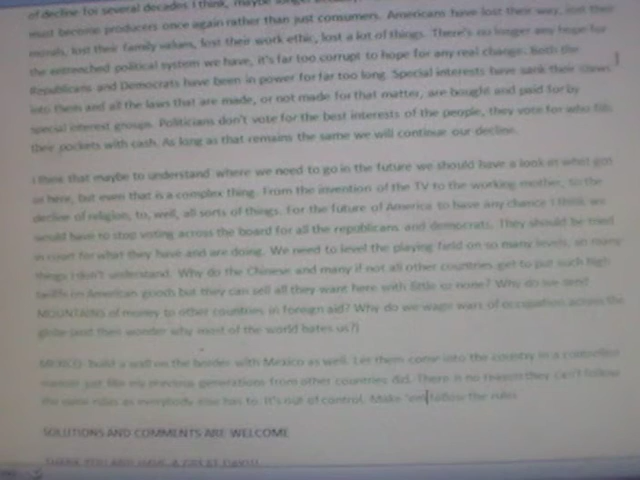 of decline for several decades I think, maybe longer
must become producers once again rather than just consumers. Americans have lost their way, lost their
morals, lost their family values, lost their work ethic, lost a lot of things. There's no longer any hope for
the entrenched political system we have, it's far too corrupt to hope for any real change. Both the
Republicans and Democrats have been in power for far too long. Special interests have sank their claws
into them and all the laws that are made, or not made for that matter, are bought and paid for by
special interest groups. Politicians don't vote for the best interests of the people, they vote for who fills
their pockets with cash. As long as that remains the same we will continue our decline.
I think that maybe to understand where we need to go in the future we should have a look at what got
us here, but even that is a complex thing. From the invention of the TV to the working mother, to the
decline of religion, to, well, all sorts of things. For the future of America to have any chance I think we
would have to stop voting across the board for all the republicans and democrats. They should be tried
in court for what they have and are doing. We need to level the playing field on so many levels, so many
things I don't understand. Why do the Chinese and many if not all other countries get to put such high
tariffs on American goods but they can sell all they want here with little to none? Why do we send
MOUNTAINS of money to other countries in foreign aid? Why do we wage wars of occupation across the
globe (and then wonder why most of the world hates us?)
MEXICO: build a wall on the border with Mexico as well. Let them come into the country in a
manner just like my previous generations from other countries did. There is no reason they can't follow
the same rules as everybody else has to. It's out of control. Make 'em follow the rules
SOLUTIONS AND COMMENTS ARE WELCOME
THANK YOU AND HAVE A GREAT DAY!!